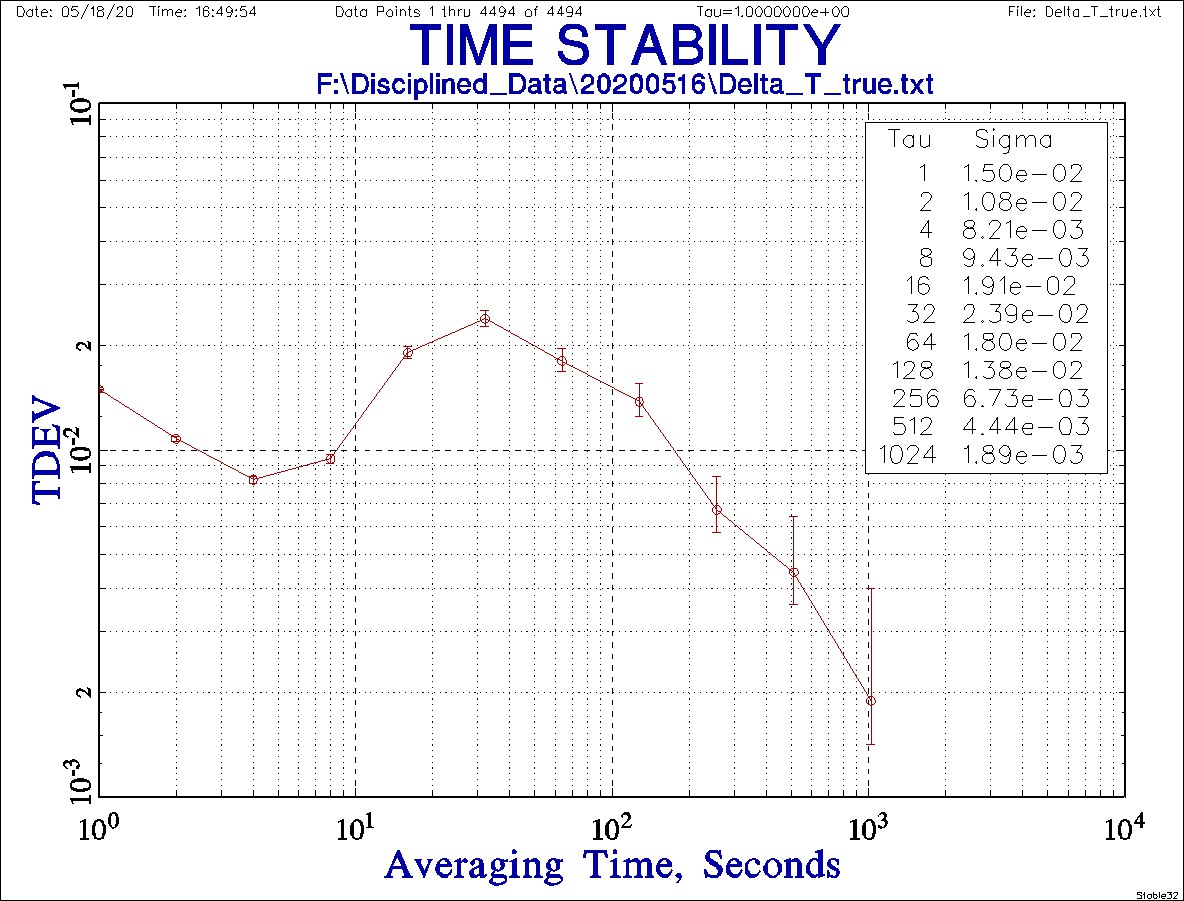 Date: 05/18/20 Time: 16:49:54 Data Points 1 thru 4494 of 4494 Tau=1.0000000e+00 File: Delta_T_true.txt
TIME STABILITY
F:\Disciplined_Data\20200516\Delta_T_true.txt
10⁻¹
Tau Sigma
1 1.50e-02
2 1.08e-02
4 8.21e-03
8 9.43e-03
16 1.91e-02
32 2.39e-02
64 1.80e-02
128 1.38e-02
256 6.73e-03
512 4.44e-03
1024 1.89e-03
2
TDEV
10⁻²
2
10⁻³
10⁰ 10¹ 10² 10³ 10⁴
Averaging Time, Seconds
Stable32